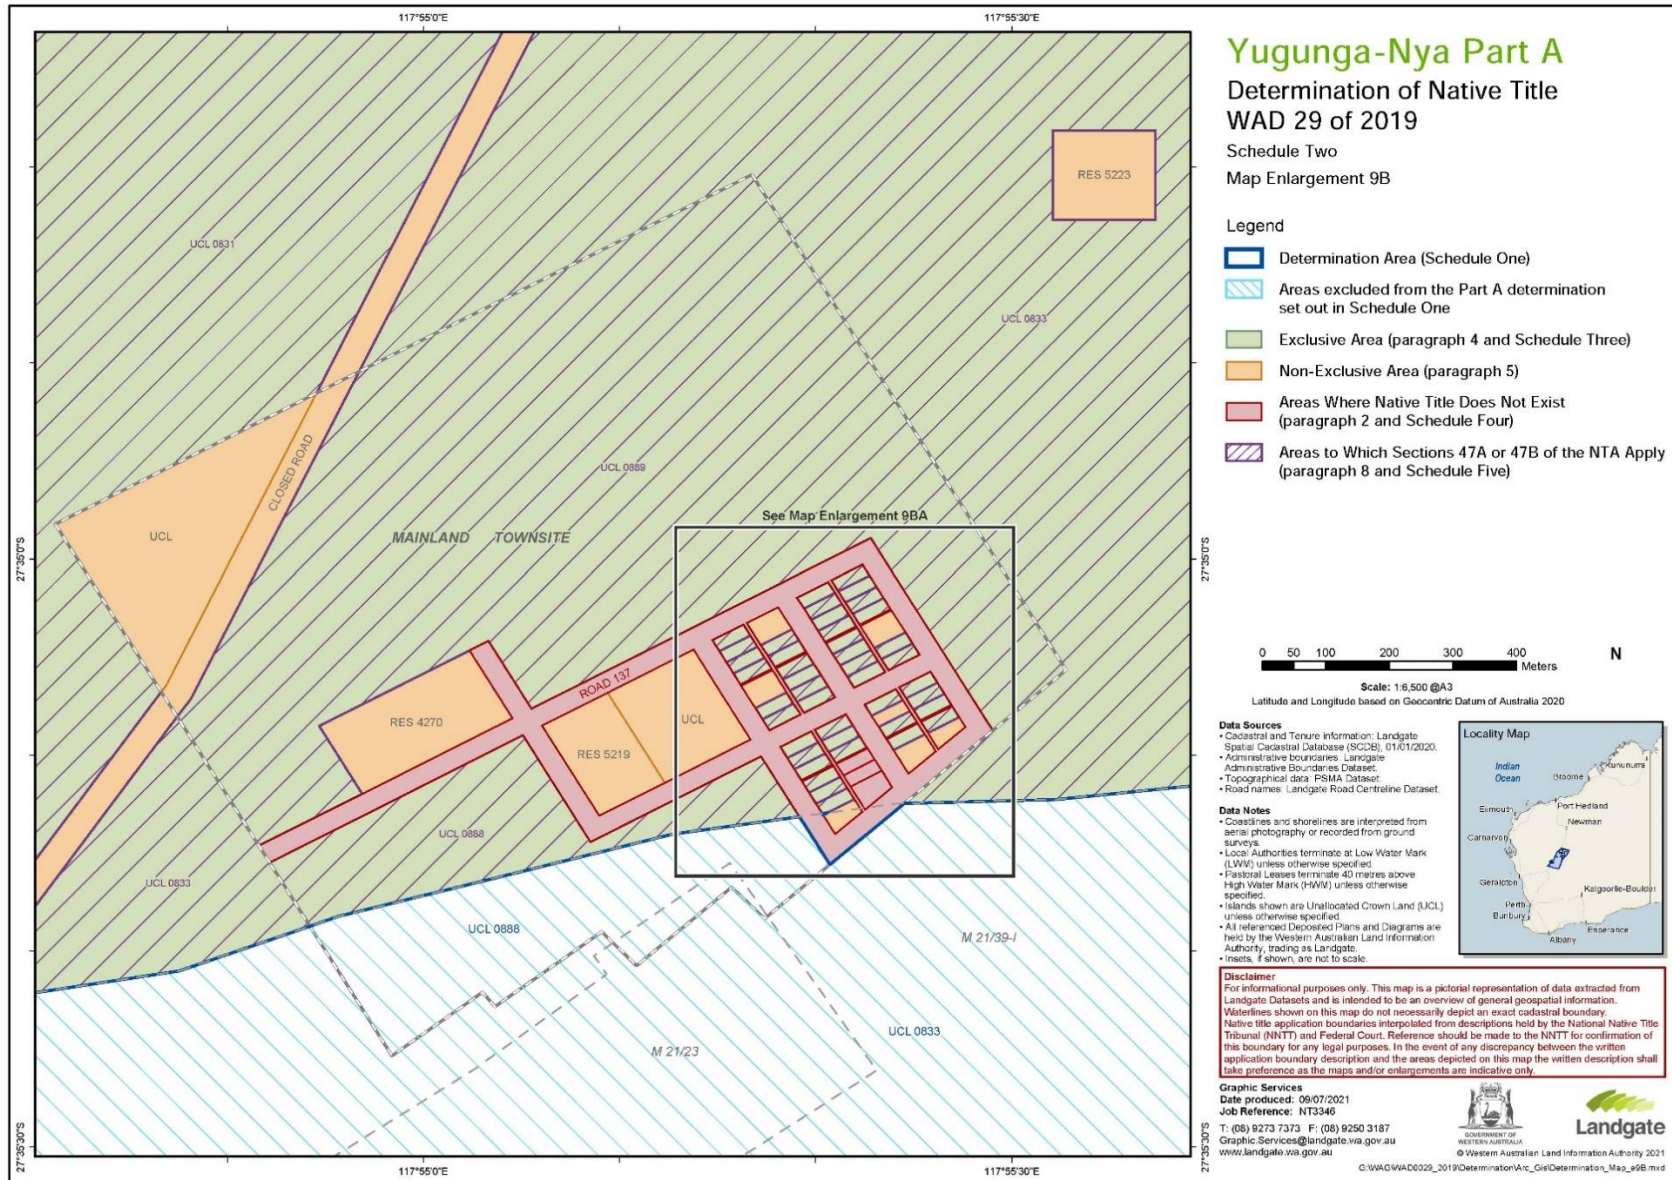 117°55'0"E
117°55'30"E
27°35'0"S
27°35'0"S
27°35'30"S
27°35'30"S
117°55'0"E
117°55'30"E
RES 5223
UCL 0831
UCL 0833
CLOSED ROAD
UCL 0889
UCL
MAINLAND TOWNSITE
See Map Enlargement 9BA
ROAD 137
RES 4270
UCL
RES 5219
UCL 0888
UCL 0833
UCL 0888
M 21/39-I
UCL 0833
M 21/23
Yugunga-Nya Part A
Determination of Native Title
WAD 29 of 2019
Schedule Two
Map Enlargement 9B
Legend
Determination Area (Schedule One)
Areas excluded from the Part A determination
set out in Schedule One
Exclusive Area (paragraph 4 and Schedule Three)
Non-Exclusive Area (paragraph 5)
Areas Where Native Title Does Not Exist
(paragraph 2 and Schedule Four)
Areas to Which Sections 47A or 47B of the NTA Apply
(paragraph 8 and Schedule Five)
0 50 100 200 300 400
Meters
N
Scale: 1:6,500 @A3
Latitude and Longitude based on Geocentric Datum of Australia 2020
Data Sources
• Cadastral and Tenure information: Landgate
Spatial Cadastral Database (SCDB), 01/01/2020.
• Administrative boundaries: Landgate
Administrative Boundaries Dataset.
• Topographical data: PSMA Dataset.
• Road names: Landgate Road Centreline Dataset.
Data Notes
• Coastlines and shorelines are interpreted from
aerial photography or recorded from ground
surveys.
• Local Authorities terminate at Low Water Mark
(LWM) unless otherwise specified.
• Pastoral Leases terminate 40 metres above
High Water Mark (HWM) unless otherwise
specified.
• Islands shown are Unallocated Crown Land (UCL)
unless otherwise specified.
• All referenced Deposited Plans and Diagrams are
held by the Western Australian Land Information
Authority, trading as Landgate.
• Insets, if shown, are not to scale.
Locality Map
Indian
Ocean
Kununurra
Broome
Port Hedland
Exmouth
Newman
Carnarvon
Geraldton
Kalgoorlie-Boulder
Perth
Bunbury
Esperance
Albany
Disclaimer
For informational purposes only. This map is a pictorial representation of data extracted from
Landgate Datasets and is intended to be an overview of general geospatial information.
Waterlines shown on this map do not necessarily depict an exact cadastral boundary.
Native title application boundaries interpolated from descriptions held by the National Native Title
Tribunal (NNTT) and Federal Court. Reference should be made to the NNTT for confirmation of
this boundary for any legal purposes. In the event of any discrepancy between the written
application boundary description and the areas depicted on this map the written description shall
take preference as the maps and/or enlargements are indicative only.
Graphic Services
Date produced: 09/07/2021
Job Reference: NT3346
T: (08) 9273 7373 F: (08) 9250 3187
Graphic.Services@landgate.wa.gov.au
www.landgate.wa.gov.au
GOVERNMENT OF
WESTERN AUSTRALIA
Landgate
© Western Australian Land Information Authority 2021
G:\WAG\WAD0029_2019\Determination\Arc_Gis\Determination_Map_e9B.mxd